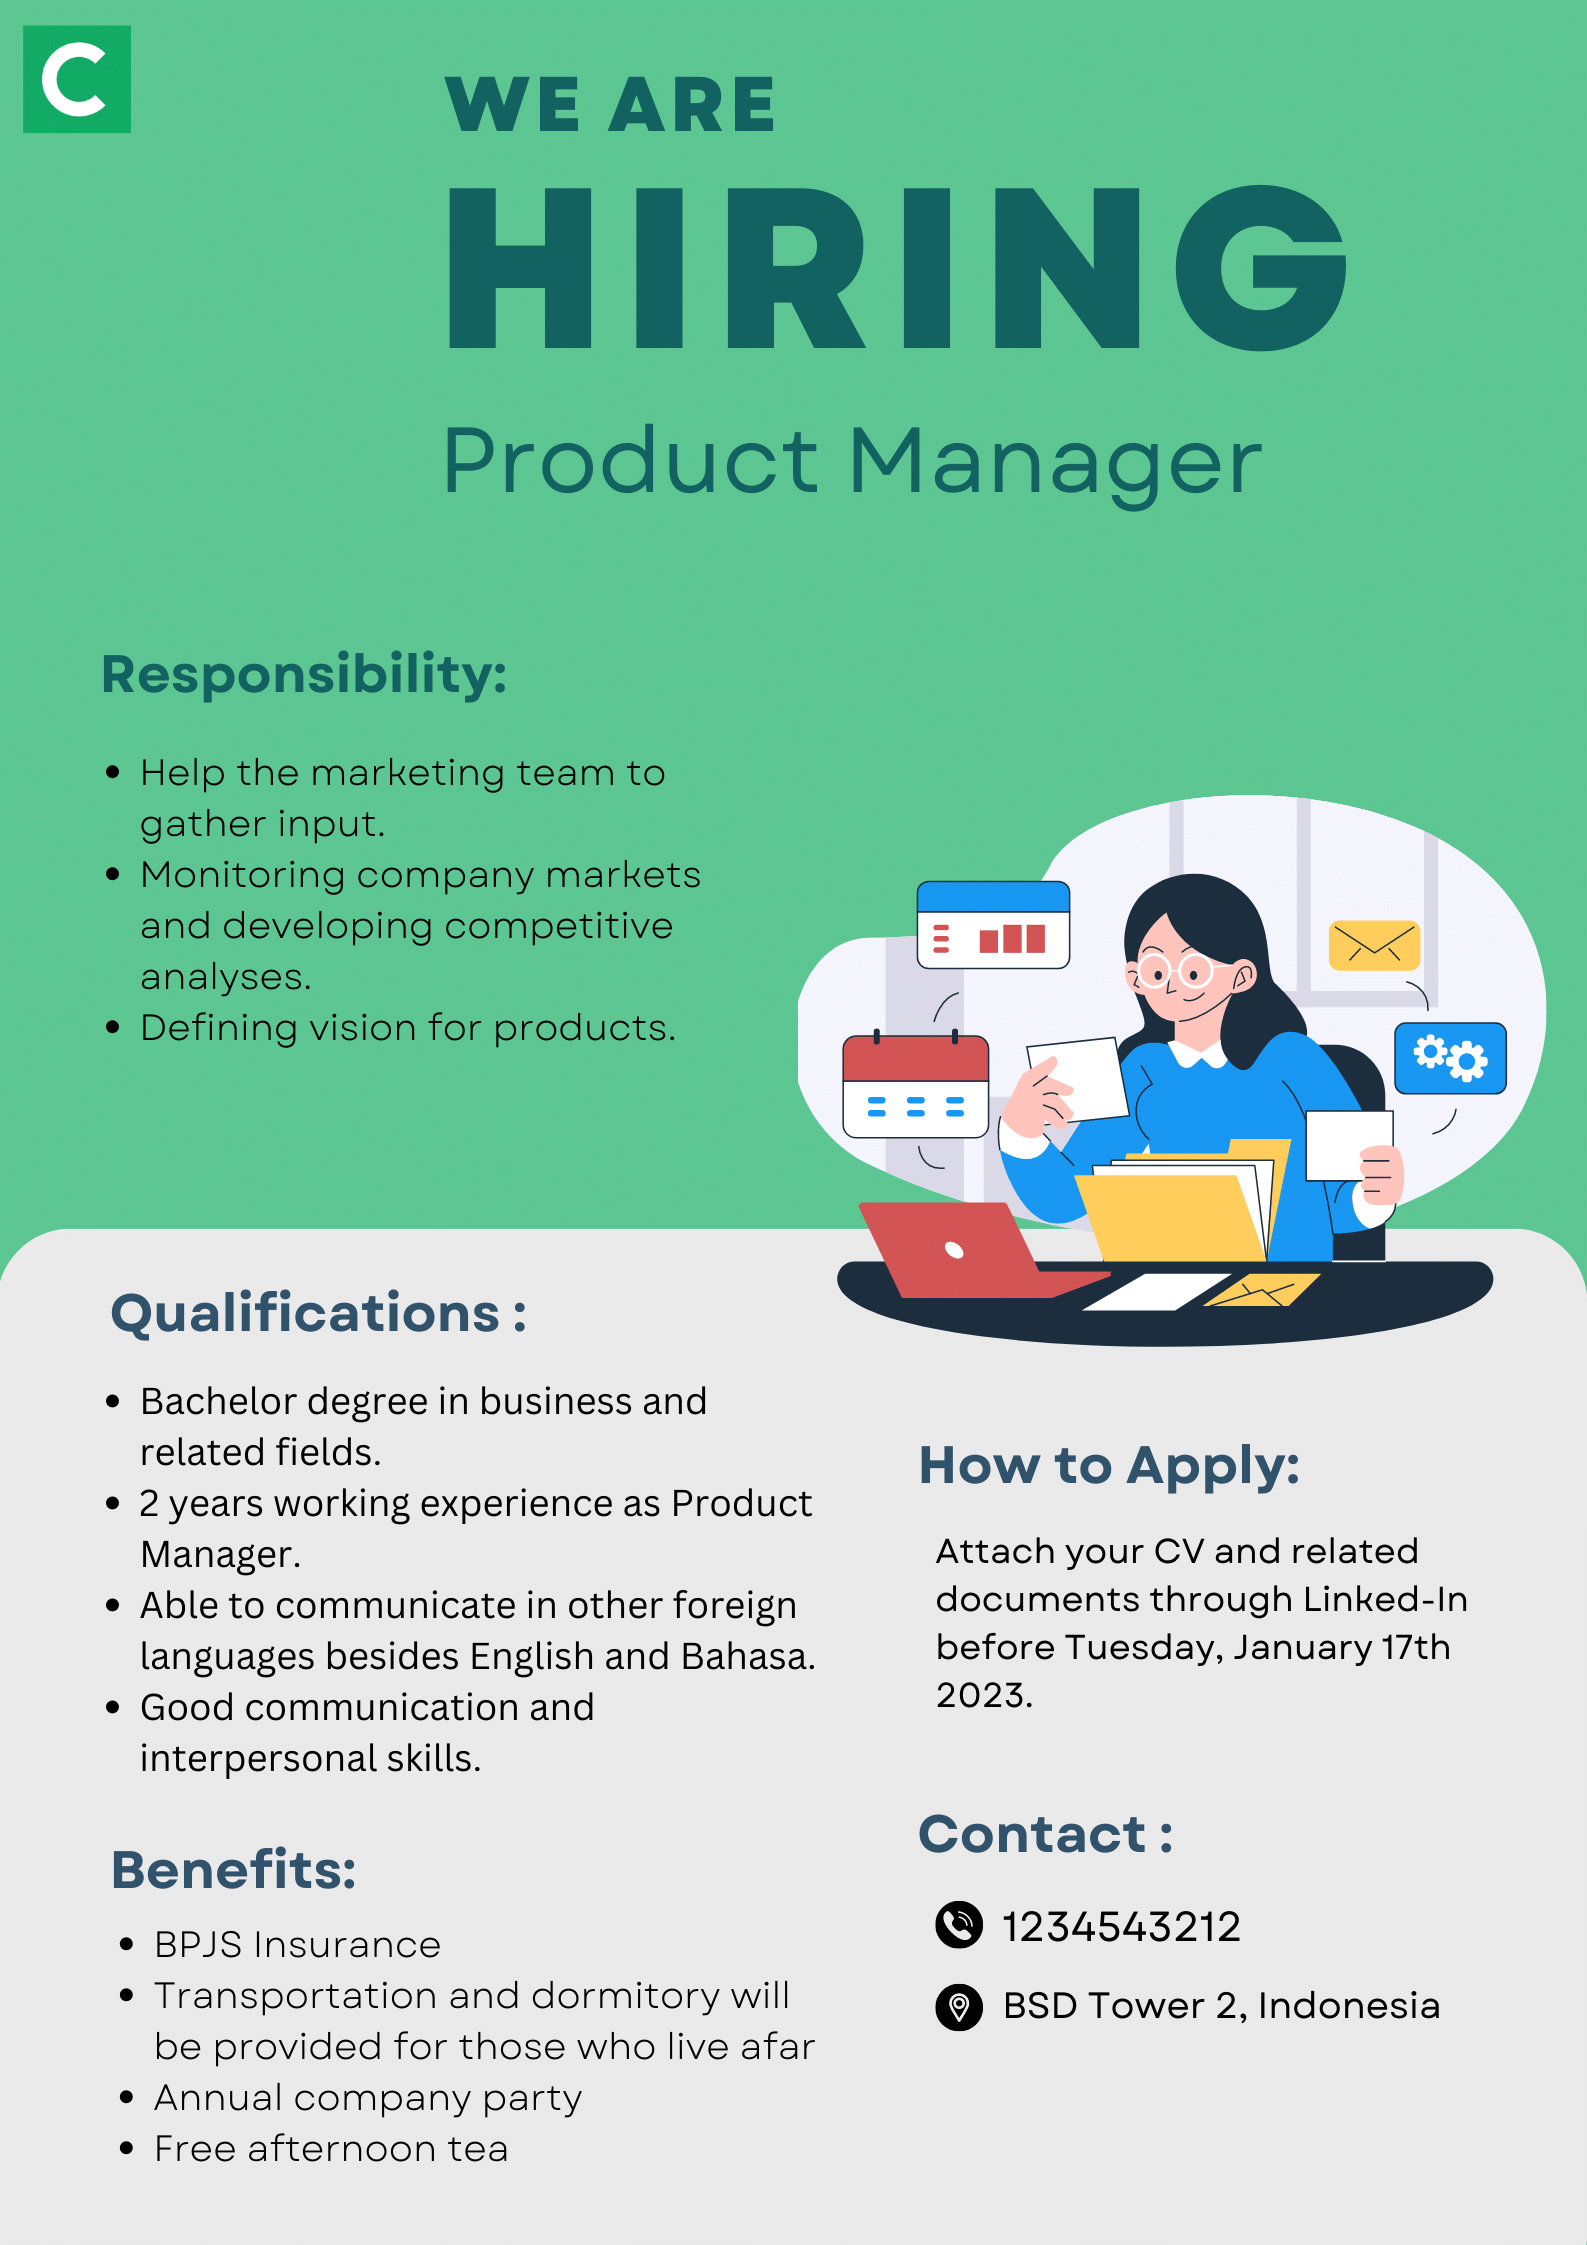 C
WE ARE
HIRING
Product Manager
Responsibility:
• Help the marketing team to
gather input.
• Monitoring company markets
and developing competitive
analyses.
• Defining vision for products.
Qualifications :
• Bachelor degree in business and
related fields.
• 2 years working experience as Product
Manager.
• Able to communicate in other foreign
languages besides English and Bahasa.
• Good communication and
interpersonal skills.
Benefits:
• BPJS Insurance
• Transportation and dormitory will
be provided for those who live afar
• Annual company party
• Free afternoon tea
How to Apply:
Attach your CV and related
documents through Linked-In
before Tuesday, January 17th
2023.
Contact :
1234543212
BSD Tower 2, Indonesia